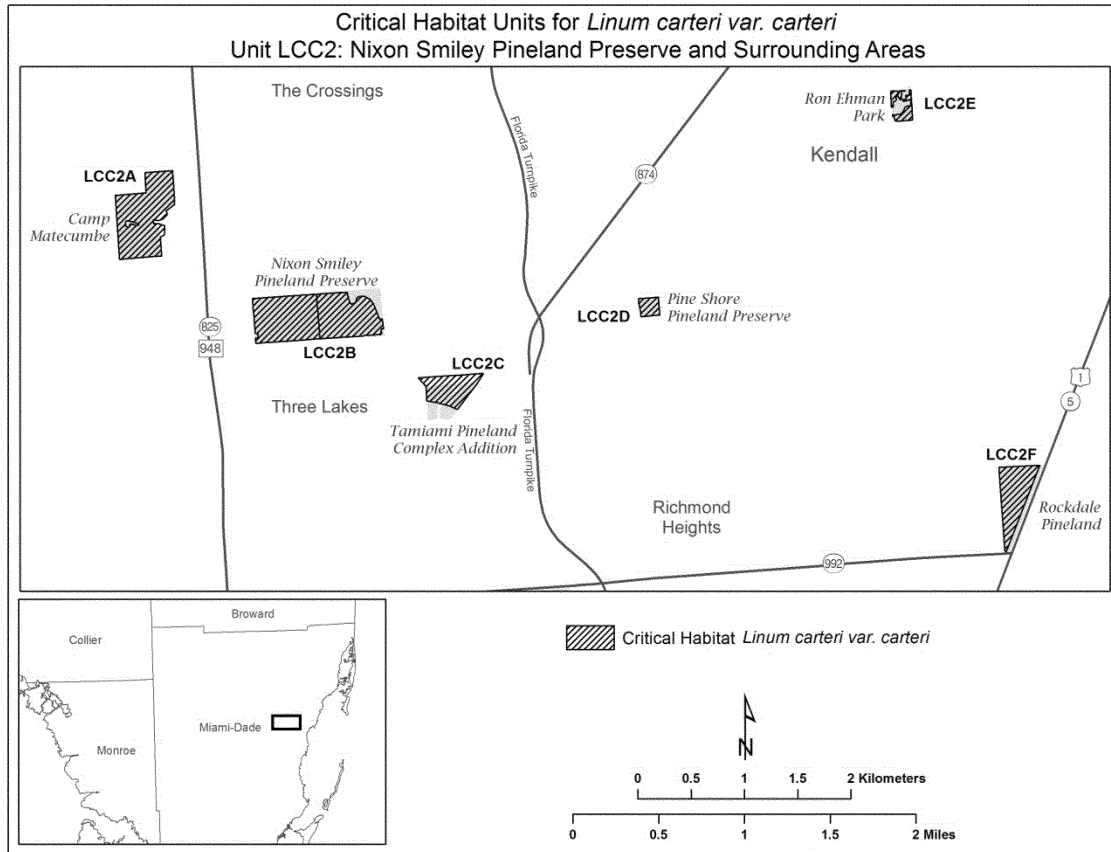 Critical Habitat Units for Linum carteri var. carteri
Unit LCC2: Nixon Smiley Pineland Preserve and Surrounding Areas
The Crossings
Ron Ehman
Park
LCC2E
Kendall
Florida Turnpike
874
LCC2A
Camp
Matecumbe
Nixon Smiley
Pineland Preserve
825
948
LCC2B
LCC2D
Pine Shore
Pineland Preserve
LCC2C
Three Lakes
Tamiami Pineland
Complex Addition
Florida Turnpike
1
5
LCC2F
Rockdale
Pineland
Richmond
Heights
992
Broward
Collier
Miami-Dade
Monroe
Critical Habitat Linum carteri var. carteri
N
0 0.5 1 1.5 2 Kilometers
0 0.5 1 1.5 2 Miles